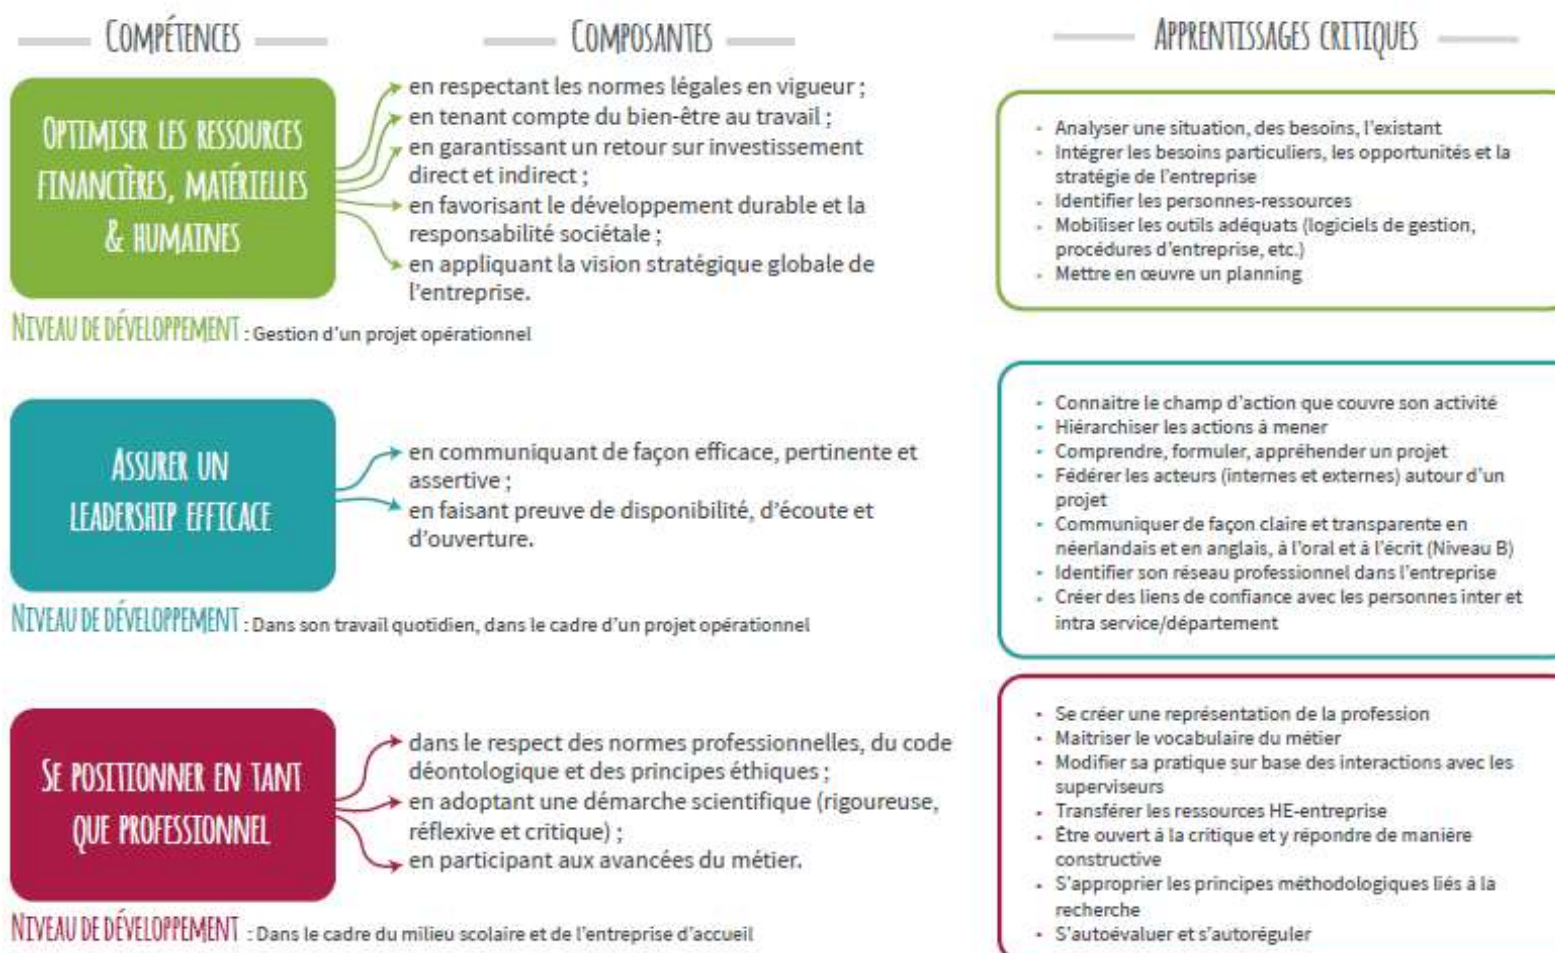 COMPÉTENCES
COMPOSANTES
APPRENTISSAGES CRITIQUES
OPTIMISER LES RESSOURCES
FINANCIÈRES, MATÉRIELLES
& HUMAINES
en respectant les normes légales en vigueur ;
en tenant compte du bien-être au travail ;
en garantissant un retour sur investissement
direct et indirect ;
en favorisant le développement durable et la
responsabilité sociétale ;
en appliquant la vision stratégique globale de
l'entreprise.
- Analyser une situation, des besoins, l'existant
- Intégrer les besoins particuliers, les opportunités et la
stratégie de l'entreprise
- Identifier les personnes-ressources
- Mobiliser les outils adéquats (logiciels de gestion,
procédures d'entreprise, etc.)
- Mettre en œuvre un planning
NIVEAU DE DÉVELOPPEMENT : Gestion d'un projet opérationnel
ASSURER UN
LEADERSHIP EFFICACE
en communiquant de façon efficace, pertinente et
assertive ;
en faisant preuve de disponibilité, d'écoute et
d'ouverture.
- Connaitre le champ d'action que couvre son activité
- Hiérarchiser les actions à mener
- Comprendre, formuler, appréhender un projet
- Fédérer les acteurs (internes et externes) autour d'un
projet
- Communiquer de façon claire et transparente en
néerlandais et en anglais, à l'oral et à l'écrit (Niveau B)
- Identifier son réseau professionnel dans l'entreprise
- Créer des liens de confiance avec les personnes inter et
intra service/département
NIVEAU DE DÉVELOPPEMENT : Dans son travail quotidien, dans le cadre d'un projet opérationnel
SE POSITIONNER EN TANT
QUE PROFESSIONNEL
dans le respect des normes professionnelles, du code
déontologique et des principes éthiques ;
en adoptant une démarche scientifique (rigoureuse,
réflexive et critique) ;
en participant aux avancées du métier.
- Se créer une représentation de la profession
- Maitriser le vocabulaire du métier
- Modifier sa pratique sur base des interactions avec les
superviseurs
- Transférer les ressources HE-entreprise
- Être ouvert à la critique et y répondre de manière
constructive
- S'approprier les principes méthodologiques liés à la
recherche
- S'autoévaluer et s'autoréguler
NIVEAU DE DÉVELOPPEMENT : Dans le cadre du milieu scolaire et de l'entreprise d'accueil